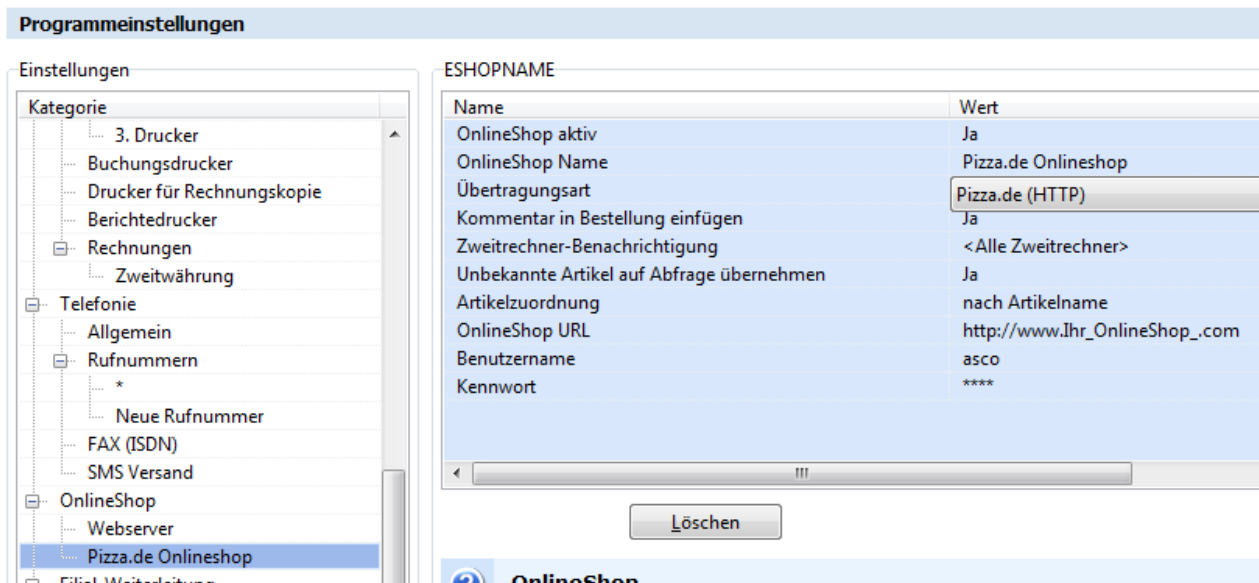 Programmeinstellungen
Einstellungen
Kategorie
3. Drucker
Buchungsdrucker
Drucker für Rechnungskopie
Berichtedrucker
Rechnungen
Zweitwährung
Telefonie
Allgemein
Rufnummern
*
Neue Rufnummer
FAX (ISDN)
SMS Versand
OnlineShop
Webserver
Pizza.de Onlineshop
Filial-Weiterleitung
ESHOPNAME
Name Wert
OnlineShop aktiv Ja
OnlineShop Name Pizza.de Onlineshop
Übertragungsart Pizza.de (HTTP)
Kommentar in Bestellung einfügen Ja
Zweitrechner-Benachrichtigung <Alle Zweitrechner>
Unbekannte Artikel auf Abfrage übernehmen Ja
Artikelzuordnung nach Artikelname
OnlineShop URL http://www.Ihr_OnlineShop_.com
Benutzername asco
Kennwort ****
Löschen
OnlineShop